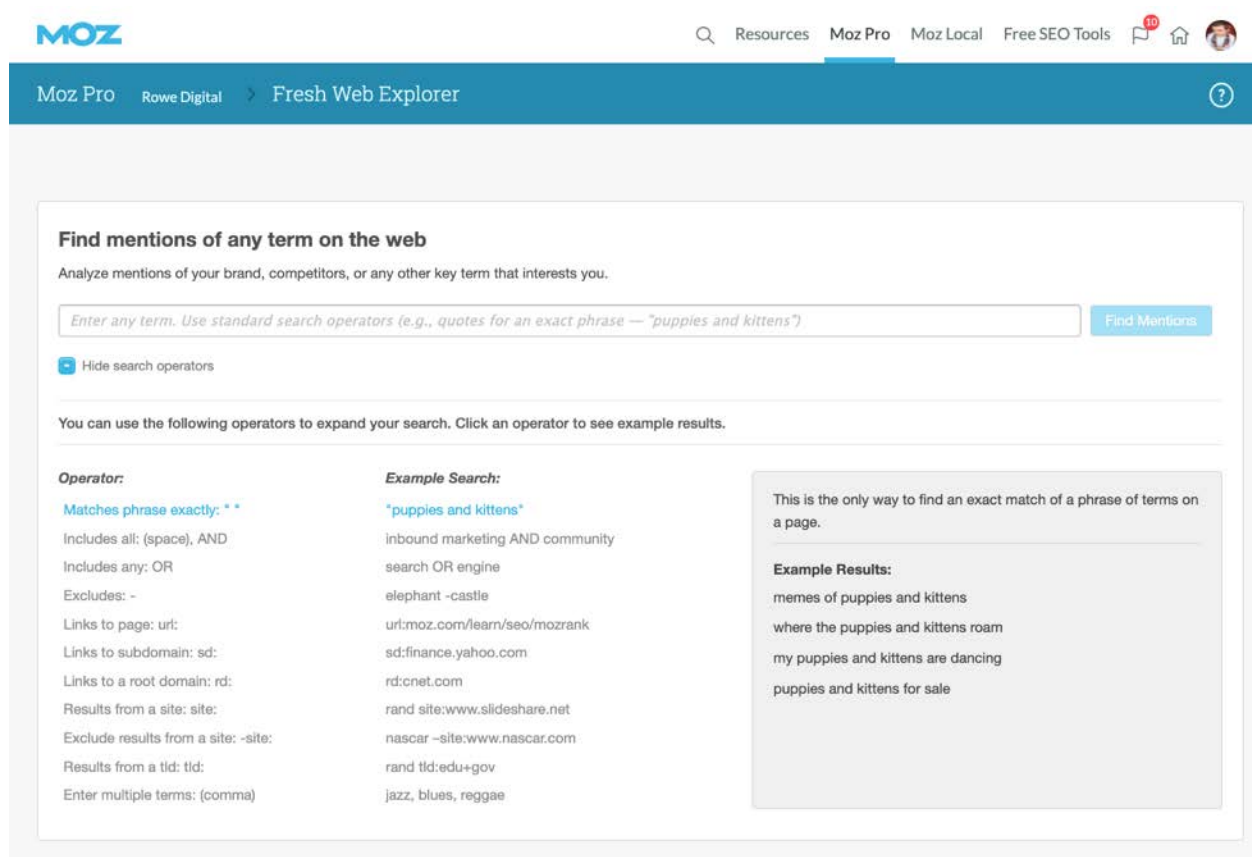 MOZ
Resources Moz Pro Moz Local Free SEO Tools 10
Moz Pro Rowe Digital > Fresh Web Explorer ?
Find mentions of any term on the web
Analyze mentions of your brand, competitors, or any other key term that interests you.
Enter any term. Use standard search operators (e.g., quotes for an exact phrase — "puppies and kittens") Find Mentions
- Hide search operators
You can use the following operators to expand your search. Click an operator to see example results.
Operator: Example Search:
Matches phrase exactly: " " "puppies and kittens"
Includes all: (space), AND inbound marketing AND community
Includes any: OR search OR engine
Excludes: - elephant -castle
Links to page: url: url:moz.com/learn/seo/mozrank
Links to subdomain: sd: sd:finance.yahoo.com
Links to a root domain: rd: rd:cnet.com
Results from a site: site: rand site:www.slideshare.net
Exclude results from a site: -site: nascar –site:www.nascar.com
Results from a tld: tld: rand tld:edu+gov
Enter multiple terms: (comma) jazz, blues, reggae
This is the only way to find an exact match of a phrase of terms on
a page.
Example Results:
memes of puppies and kittens
where the puppies and kittens roam
my puppies and kittens are dancing
puppies and kittens for sale